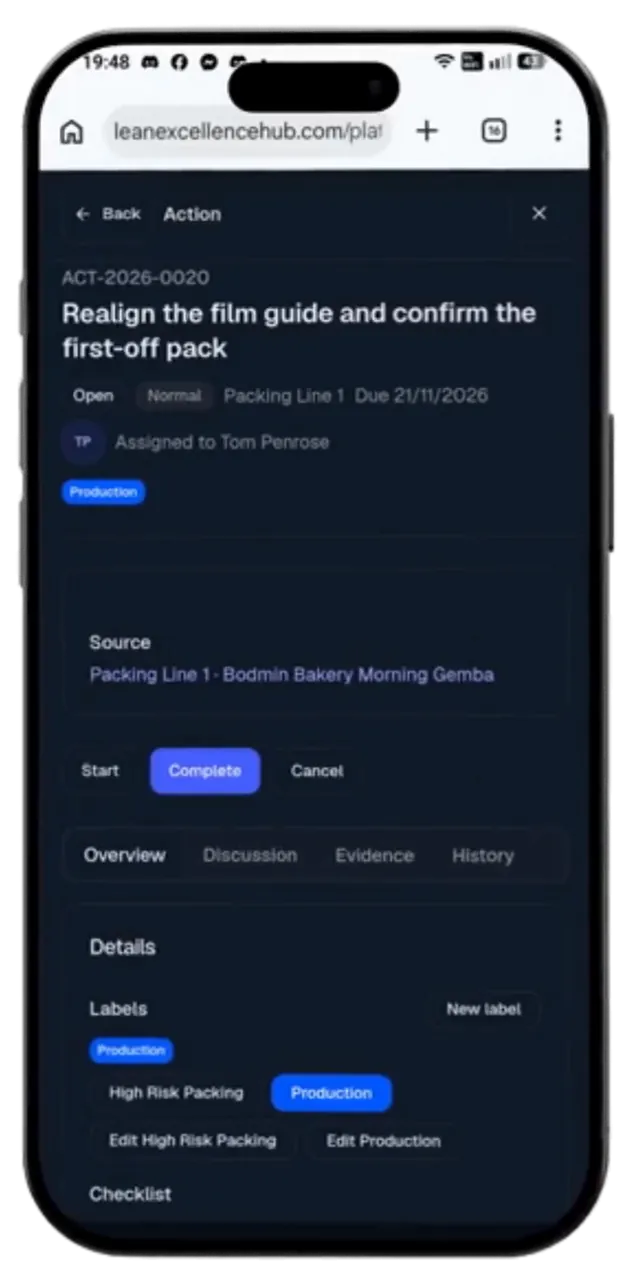 19:48
43
leanexcellencehub.com/plat
16
← Back Action ×
ACT-2026-0020
Realign the film guide and confirm the
first-off pack
Open Normal Packing Line 1 Due 21/11/2026
TP Assigned to Tom Penrose
Production
Source
Packing Line 1 · Bodmin Bakery Morning Gemba
Start Complete Cancel
Overview Discussion Evidence History
Details
Labels New label
Production
High Risk Packing Production
Edit High Risk Packing Edit Production
Checklist